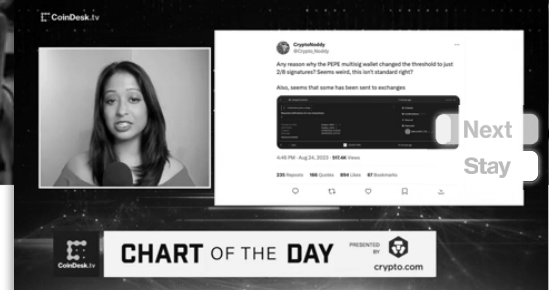 CoinDesk.tv
CryptoNoddy
@Crypto_Noddy
Any reason why the PEPE multisig wallet changed the threshold to just
2/8 signatures? Seems weird, this isn't standard right?
Also, seems that some has been sent to exchanges
4:49 PM · Aug 24, 2023 · 517.4K Views
235 Reposts 166 Quotes 894 Likes 67 Bookmarks
Next
Stay
CoinDesk.tv
CHART OF THE DAY
PRESENTED
BY
crypto.com